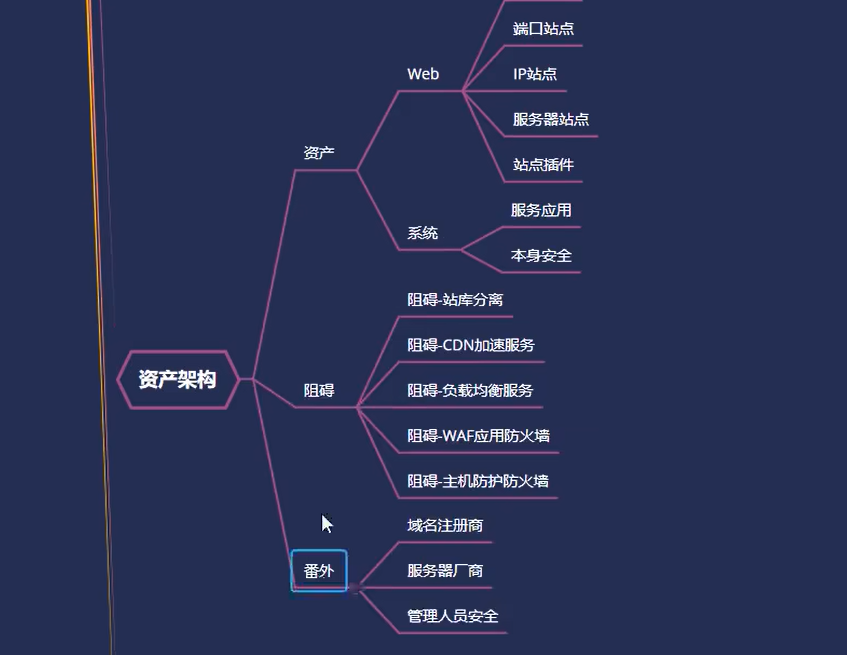 端口站点
Web
IP站点
服务器站点
资产
站点插件
服务应用
系统
本身安全
阻碍-站库分离
阻碍-CDN加速服务
资产架构
阻碍
阻碍-负载均衡服务
阻碍-WAF应用防火墙
阻碍-主机防护防火墙
域名注册商
番外
服务器厂商
管理人员安全